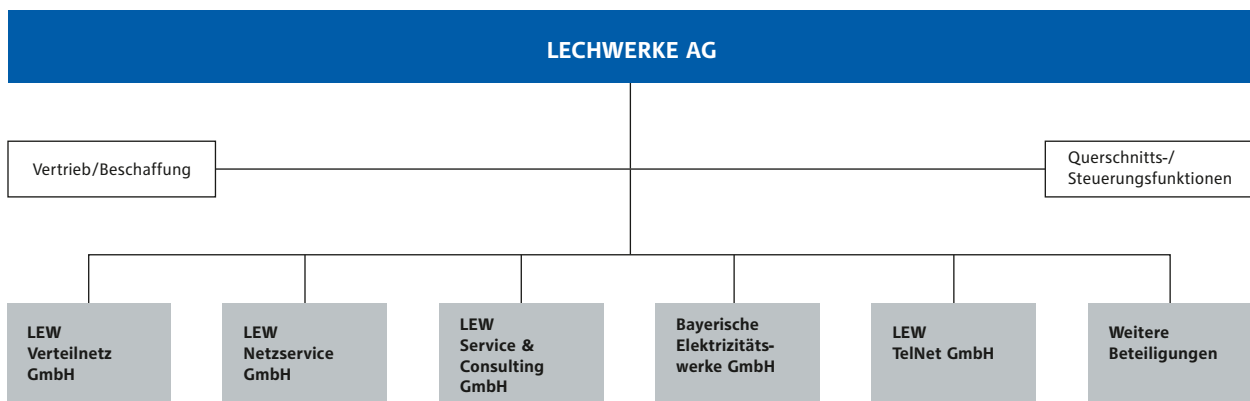 LECHWERKE AG
Vertrieb/Beschaffung
Querschnitts-/
Steuerungsfunktionen
LEW
Verteilnetz
GmbH
LEW
Netzservice
GmbH
LEW
Service &
Consulting
GmbH
Bayerische
Elektrizitäts-
werke GmbH
LEW
TelNet GmbH
Weitere
Beteiligungen